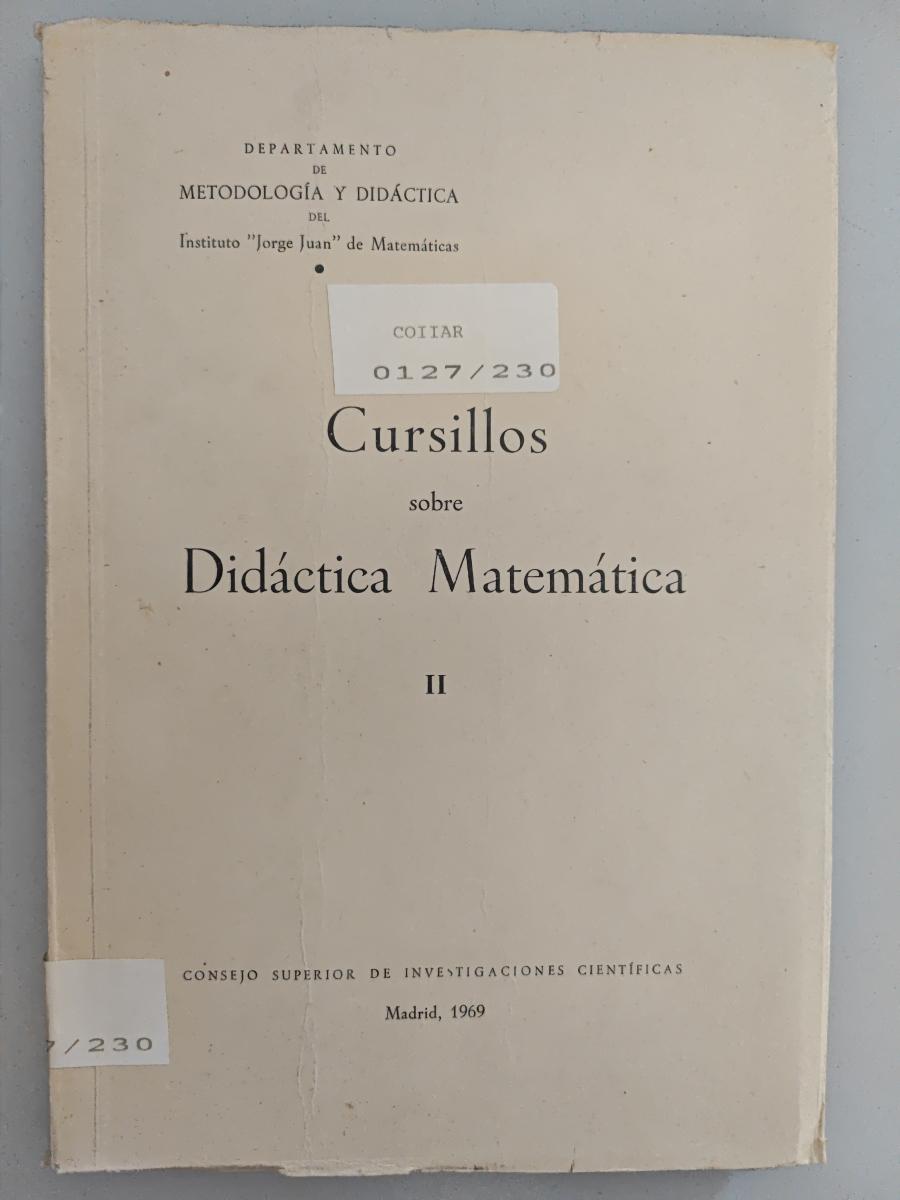 DEPARTAMENTO
DE
METODOLOGÍA Y DIDÁCTICA
DEL
Instituto "Jorge Juan" de Matemáticas
COIIAR
0127/230
Cursillos
sobre
Didáctica Matemática
II
CONSEJO SUPERIOR DE INVESTIGACIONES CIENTÍFICAS
Madrid, 1969
7/230